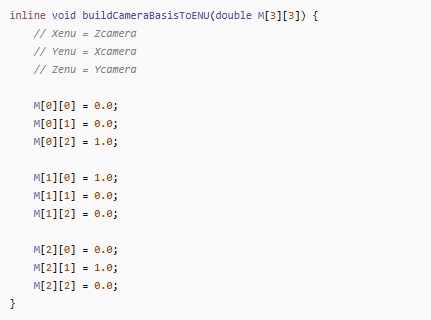 inline void buildCameraBasisToENU(double M[3][3]) {
    // Xenu = Zcamera
    // Yenu = Xcamera
    // Zenu = Ycamera

    M[0][0] = 0.0;
    M[0][1] = 0.0;
    M[0][2] = 1.0;

    M[1][0] = 1.0;
    M[1][1] = 0.0;
    M[1][2] = 0.0;

    M[2][0] = 0.0;
    M[2][1] = 1.0;
    M[2][2] = 0.0;
}